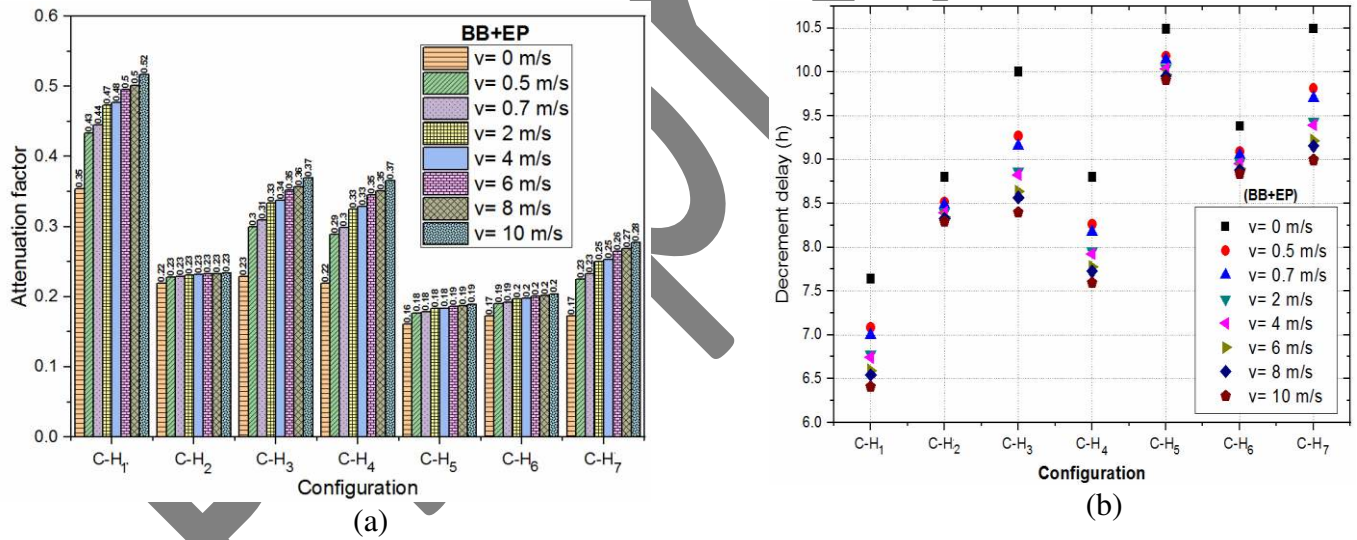 0.6
0.5
0.4
0.3
0.2
0.1
0.0
Attenuation factor
BB+EP
v= 0 m/s
v= 0.5 m/s
v= 0.7 m/s
v= 2 m/s
v= 4 m/s
v= 6 m/s
v= 8 m/s
v= 10 m/s
0.35 0.43 0.44 0.47 0.48 0.5 0.5 0.52
0.22 0.23 0.23 0.23 0.23 0.23 0.23 0.23
0.23 0.3 0.31 0.33 0.34 0.35 0.36 0.37
0.22 0.29 0.3 0.33 0.33 0.35 0.35 0.37
0.16 0.18 0.18 0.18 0.18 0.19 0.19 0.19
0.17 0.19 0.19 0.2 0.2 0.2 0.2 0.2
0.17 0.23 0.23 0.25 0.25 0.26 0.27 0.28
C-H₁. C-H₂ C-H₃ C-H₄ C-H₅ C-H₆ C-H₇
Configuration
(a)
10.5
10.0
9.5
9.0
8.5
8.0
7.5
7.0
6.5
6.0
Decrement delay (h)
(BB+EP)
v= 0 m/s
v= 0.5 m/s
v= 0.7 m/s
v= 2 m/s
v= 4 m/s
v= 6 m/s
v= 8 m/s
v= 10 m/s
C-H₁ C-H₂ C-H₃ C-H₄ C-H₅ C-H₆ C-H₇
Configuration
(b)